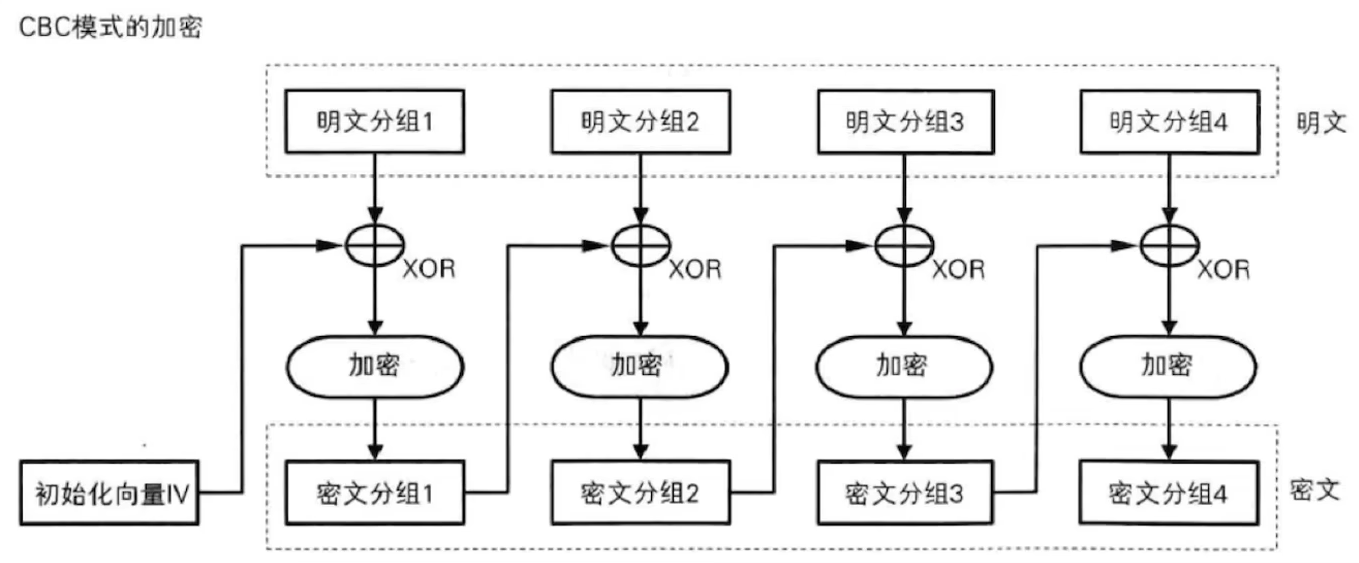 CBC模式的加密
明文分组1
明文分组2
明文分组3
明文分组4
明文
XOR
XOR
XOR
XOR
加密
加密
加密
加密
初始化向量IV
密文分组1
密文分组2
密文分组3
密文分组4
密文